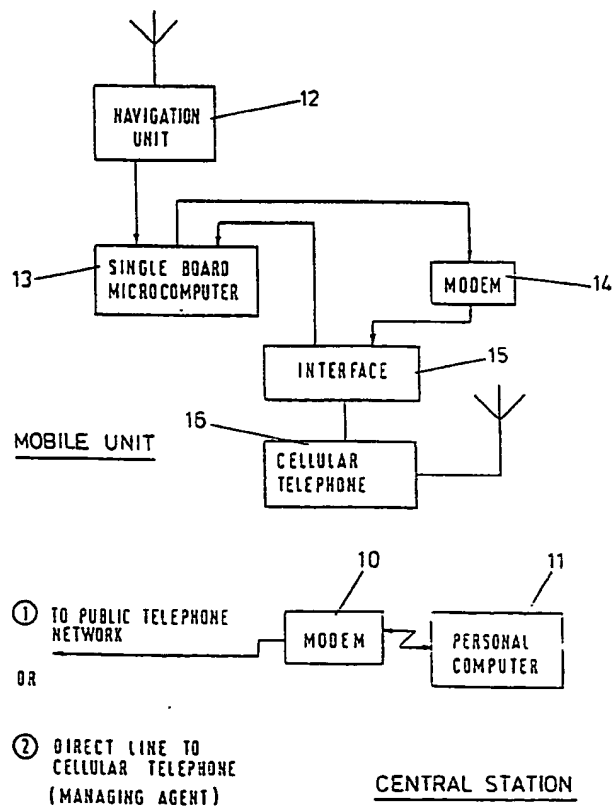 12
NAVIGATION
UNIT
13
SINGLE BOARD
MICROCOMPUTER
MODEM
14
15
INTERFACE
16
MOBILE UNIT
CELLULAR
TELEPHONE
10
11
① TO PUBLIC TELEPHONE
NETWORK
MODEM
PERSONAL
COMPUTER
OR
② DIRECT LINE TO
CELLULAR TELEPHONE
(MANAGING AGENT)
CENTRAL STATION